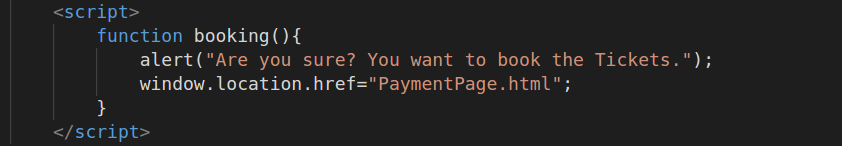 <script>
function booking(){
alert("Are you sure? You want to book the Tickets.");
window.location.href="PaymentPage.html";
}
</script>